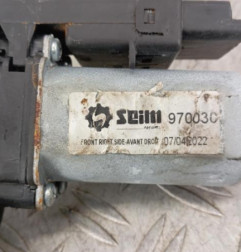 seim 97003C
FRONT RIGHT SIDE-AVANT DROIT 07/04/2022